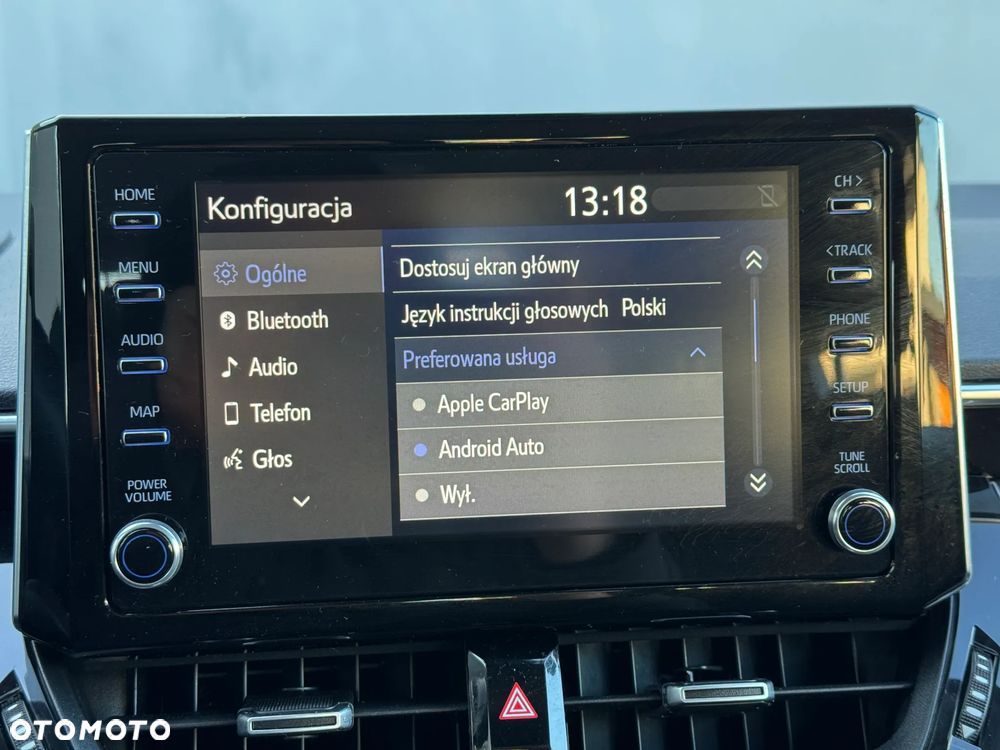 HOME
MENU
AUDIO
MAP
POWER
VOLUME
Konfiguracja
13:18
Ogólne
Bluetooth
Audio
Telefon
Głos
Dostosuj ekran główny
Język instrukcji głosowych Polski
Preferowana usługa
Apple CarPlay
Android Auto
Wył.
CH >
< TRACK
PHONE
SETUP
TUNE
SCROLL
OTOMOTO